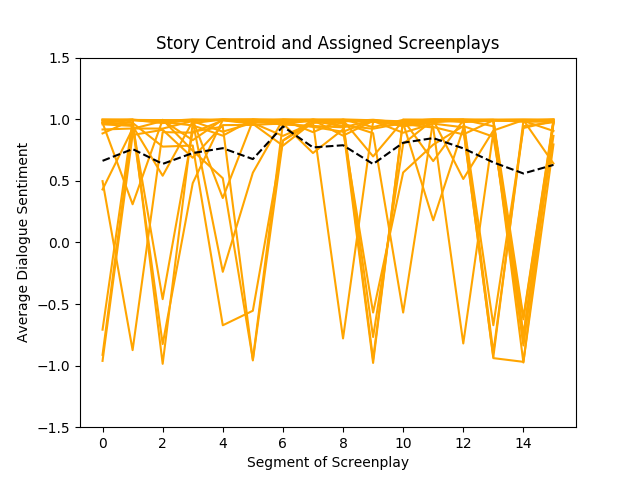 Story Centroid and Assigned Screenplays
1.5
1.0
0.5
0.0
−0.5
−1.0
−1.5
Average Dialogue Sentiment
0 2 4 6 8 10 12 14
Segment of Screenplay